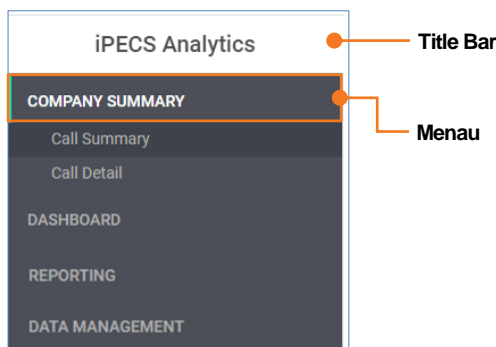 iPECS Analytics
Title Bar
COMPANY SUMMARY
Menau
Call Summary
Call Detail
DASHBOARD
REPORTING
DATA MANAGEMENT